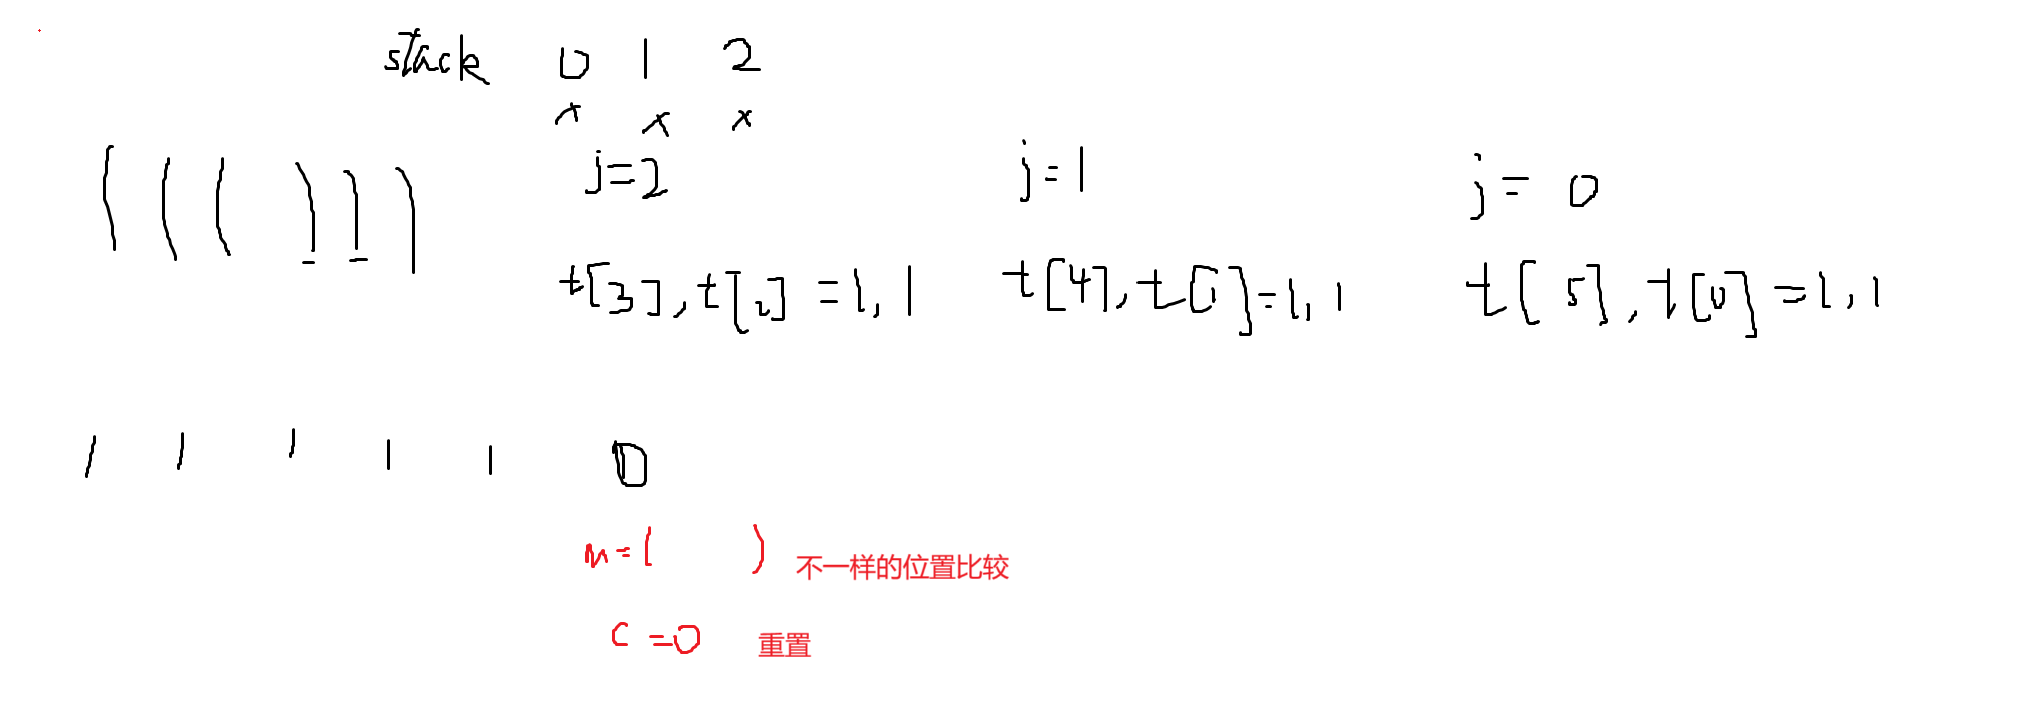 stack 0 1 2
x x x
j=2 j=1 j=0
((()))
t[3],t[2]=1,1 t[4],t[1]=1,1 t[5],t[0]=1,1
1 1 1 1 1 0
m=( ) 不一样的位置比较
c=0 重置